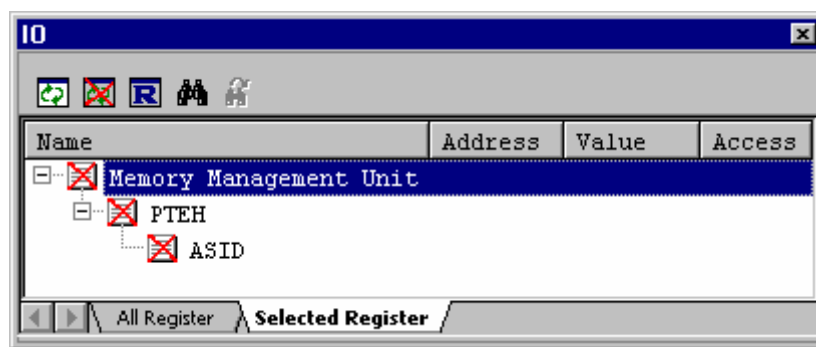 IO
R
Name Address Value Access
Memory Management Unit
PTEH
ASID
All Register Selected Register